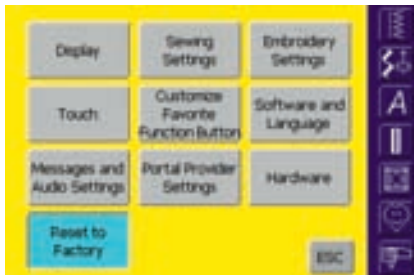 Display
Sewing
Settings
Embroidery
Settings
Touch
Customize
Favorite
Function Button
Software and
Language
Messages and
Audio Settings
Portal Provider
Settings
Hardware
Reset to
Factory
ESC
A